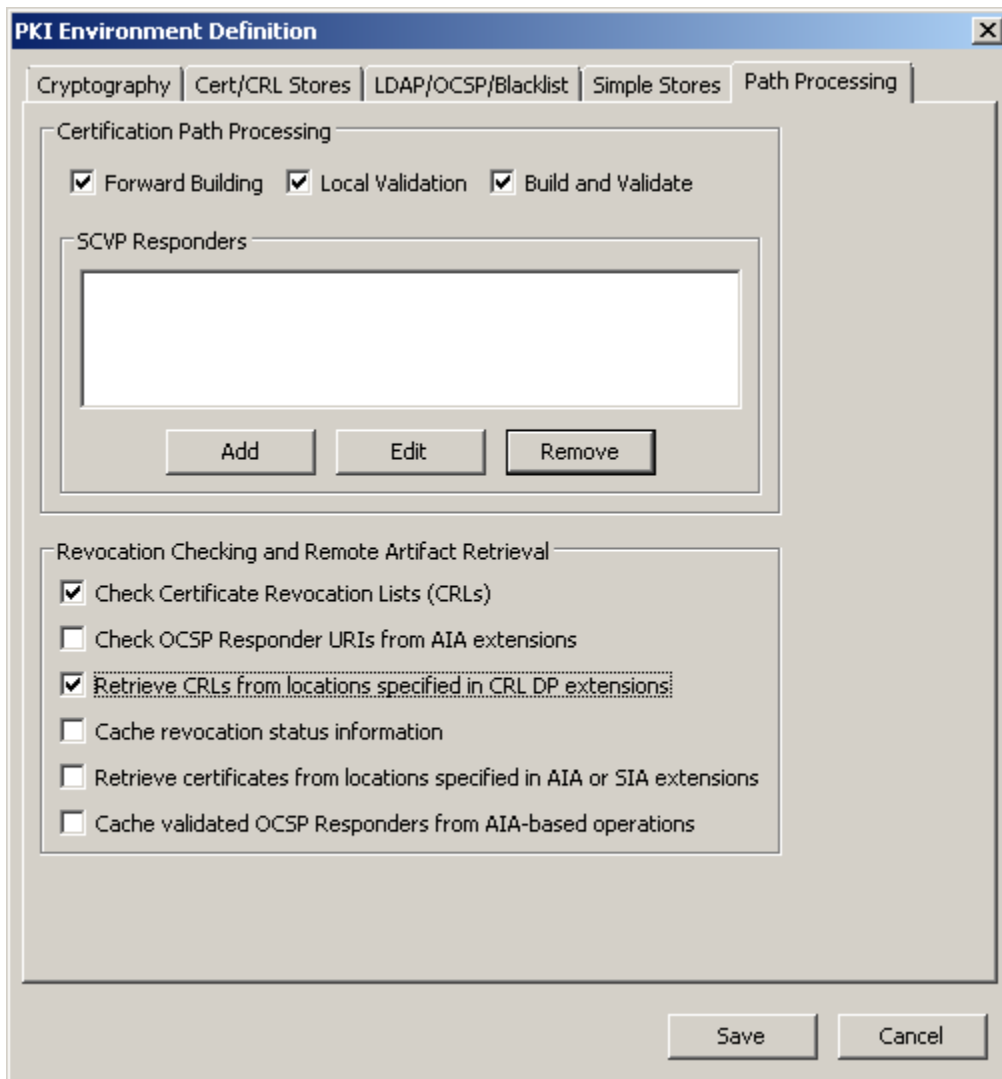 PKI Environment Definition
Cryptography Cert/CRL Stores LDAP/OCSP/Blacklist Simple Stores Path Processing
Certification Path Processing
Forward Building Local Validation Build and Validate
SCVP Responders
Add Edit Remove
Revocation Checking and Remote Artifact Retrieval
Check Certificate Revocation Lists (CRLs)
Check OCSP Responder URIs from AIA extensions
Retrieve CRLs from locations specified in CRL DP extensions
Cache revocation status information
Retrieve certificates from locations specified in AIA or SIA extensions
Cache validated OCSP Responders from AIA-based operations
Save Cancel